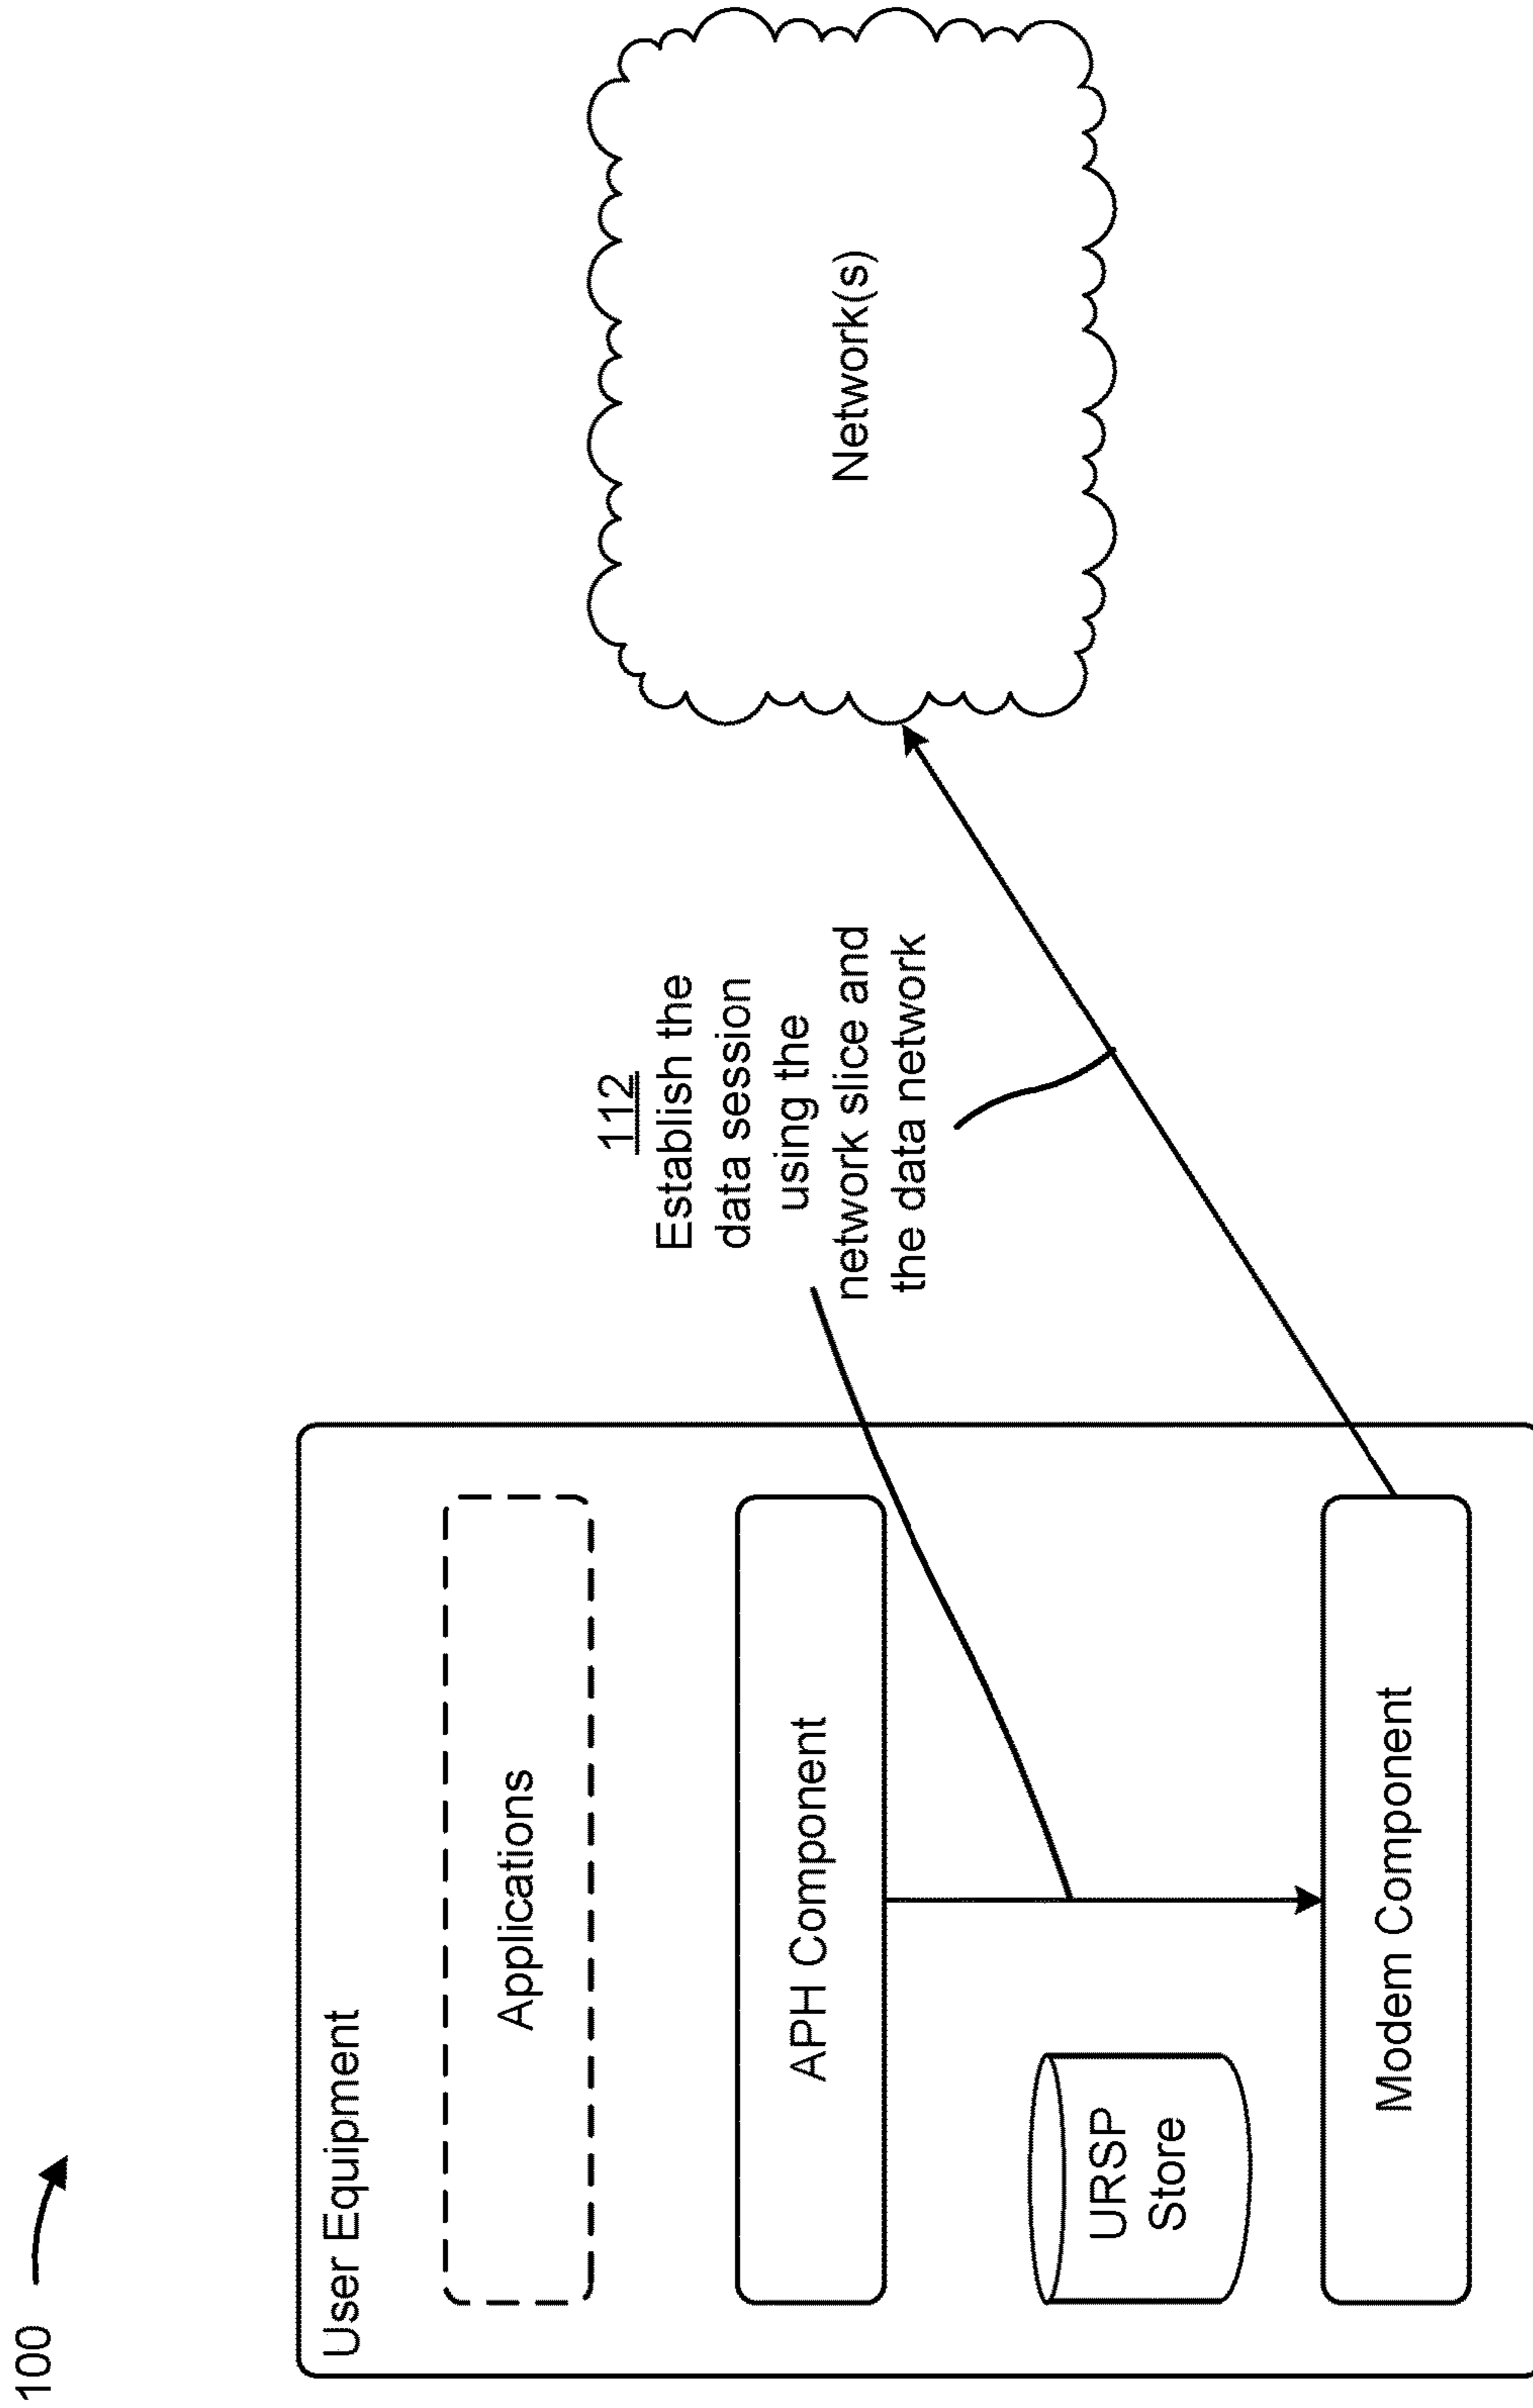 100
User Equipment
Applications
APH Component
URSP
Store
Modem Component
112
Establish the
data session
using the
network slice and
the data network
Network(s)